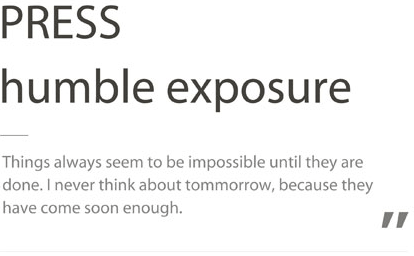 PRESS
humble exposure
Things always seem to be impossible until they are
done. I never think about tommorrow, because they
have come soon enough.
”